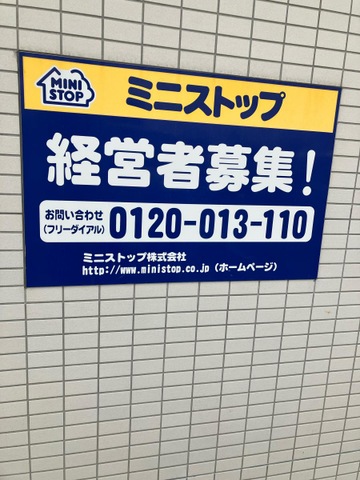 MINI
STOP
ミニストップ
経営者募集!
お問い合わせ
(フリーダイアル)
0120-013-110
ミニストップ株式会社
http://www.ministop.co.jp (ホームページ)